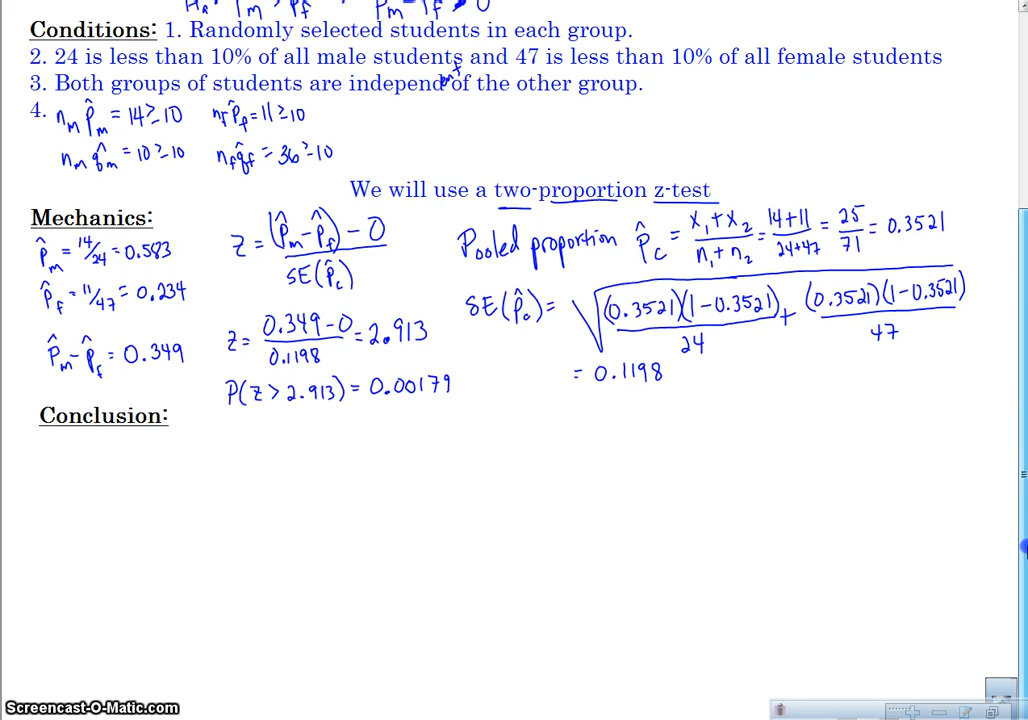 Conditions: 1. Randomly selected students in each group.
2. 24 is less than 10% of all male students and 47 is less than 10% of all female students
3. Both groups of students are independent of the other group.
4. n_m p̂_m = 14 ≥ 10   n_f p̂_f = 11 ≥ 10
n_m q̂_m = 10 ≥ 10   n_f q̂_f = 36 ≥ 10
We will use a two-proportion z-test
Mechanics:
p̂_m = 14/24 = 0.583
p̂_f = 11/47 = 0.234
p̂_m - p̂_f = 0.349
z = (p̂_m - p̂_f) - 0 / SE(p̂_c)
z = 0.349 - 0 / 0.1198 = 2.913
P(z > 2.913) = 0.00179
Pooled proportion p̂_c = x_1 + x_2 / n_1 + n_2 = 14+11 / 24+47 = 25/71 = 0.3521
SE(p̂_c) = √((0.3521)(1-0.3521) / 24 + (0.3521)(1-0.3521) / 47)
= 0.1198
Conclusion:
Screencast-O-Matic.com